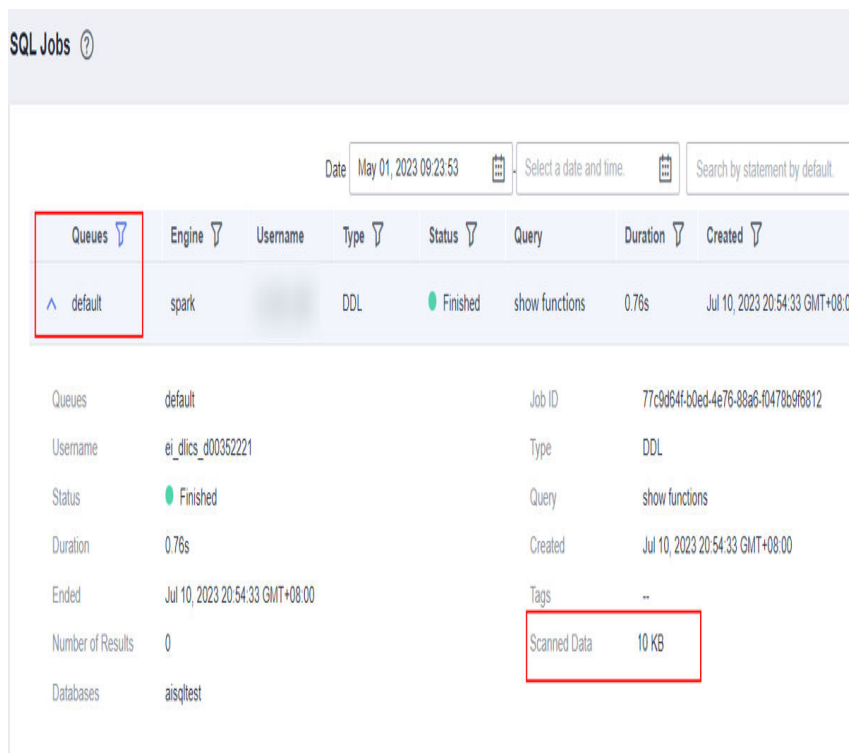 SQL Jobs ?
Date May 01, 2023 09:23:53 - Select a date and time. Search by statement by default.
Queues Engine Username Type Status Query Duration Created
default spark DDL Finished show functions 0.76s Jul 10, 2023 20:54:33 GMT+08:0
Queues default Job ID 77c9d64f-b0ed-4e76-88a6-f0478b9f6812
Username ei_dlics_d00352221 Type DDL
Status Finished Query show functions
Duration 0.76s Created Jul 10, 2023 20:54:33 GMT+08:00
Ended Jul 10, 2023 20:54:33 GMT+08:00 Tags --
Number of Results 0 Scanned Data 10 KB
Databases aisqltest